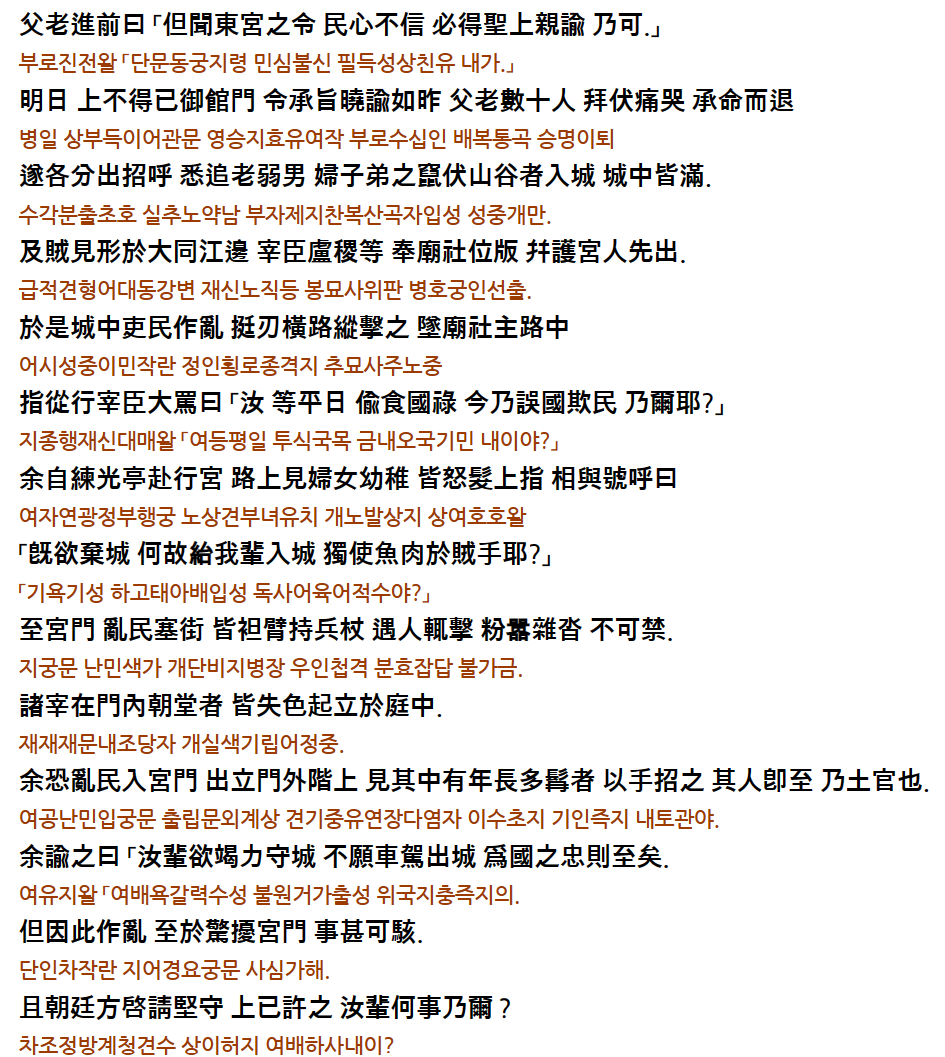 父老進前曰 ｢但聞東宮之令 民心不信 必得聖上親諭 乃可.｣
부로진전왈 ｢단문동궁지령 민심불신 필득성상친유 내가.｣
明日 上不得已御館門 令承旨曉諭如昨 父老數十人 拜伏痛哭 承命而退
병일 상부득이어관문 영승지효유여작 부로수십인 배복통곡 승명이퇴
遂各分出招呼 悉追老弱男 婦子弟之竄伏山谷者入城 城中皆滿.
수각분출초호 실추노약남 부자제지찬복산곡자입성 성중개만.
及賊見形於大同江邊 宰臣盧稷等 奉廟社位版 幷護宮人先出.
급적견형어대동강변 재신노직등 봉묘사위판 병호궁인선출.
於是城中吏民作亂 挺刃橫路縱擊之 墜廟社主路中
어시성중이민작란 정인횡로종격지 추묘사주노중
指從行宰臣大罵曰 ｢汝 等平日 偸食國祿 今乃誤國欺民 乃爾耶?｣
지종행재신대매왈 ｢여등평일 투식국목 금내오국기민 내이야?｣
余自練光亭赴行宮 路上見婦女幼稚 皆怒髮上指 相與號呼曰
여자연광정부행궁 노상견부녀유치 개노발상지 상여호호왈
｢旣欲棄城 何故紿我輩入城 獨使魚肉於賊手耶?｣
｢기욕기성 하고태아배입성 독사어육어적수야?｣
至宮門 亂民塞街 皆袒臂持兵杖 遇人輒擊 粉囂雜沓 不可禁.
지궁문 난민색가 개단비지병장 우인첩격 분효잡답 불가금.
諸宰在門內朝堂者 皆失色起立於庭中.
재재재문내조당자 개실색기립어정중.
余恐亂民入宮門 出立門外階上 見其中有年長多髥者 以手招之 其人卽至 乃土官也.
여공난민입궁문 출립문외계상 견기중유연장다염자 이수초지 기인즉지 내토관야.
余諭之曰 ｢汝輩欲竭力守城 不願車駕出城 爲國之忠則至矣.
여유지왈 ｢여배욕갈력수성 불원거가출성 위국지충즉지의.
但因此作亂 至於驚擾宮門 事甚可駭.
단인차작란 지어경요궁문 사심가해.
且朝廷方啓請堅守 上已許之 汝輩何事乃爾 ?
차조정방계청견수 상이허지 여배하사내이?